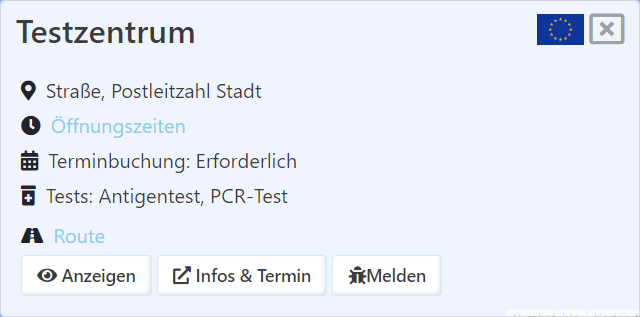 Testzentrum
Straße, Postleitzahl Stadt
Öffnungszeiten
Terminbuchung: Erforderlich
Tests: Antigentest, PCR-Test
Route
Anzeigen
Infos & Termin
Melden